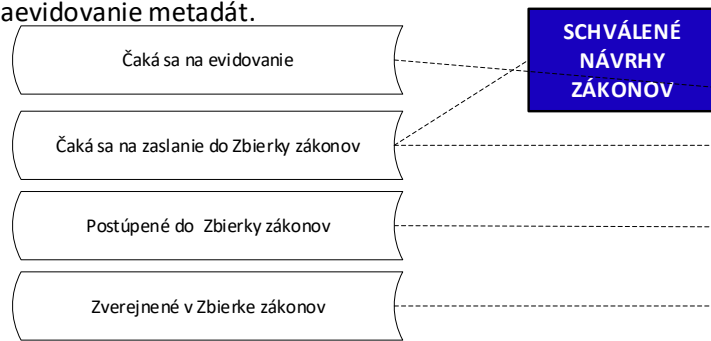 aevidovanie metadát.
Čaká sa na evidovanie
SCHVÁLENÉ
NÁVRHY
ZÁKONOV
Čaká sa na zaslanie do Zbierky zákonov
Postúpené do Zbierky zákonov
Zverejnené v Zbierke zákonov